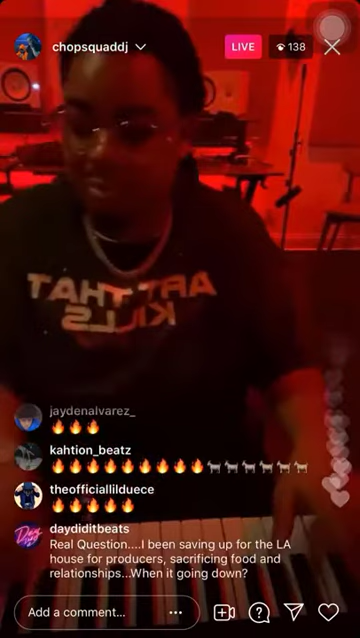 chopsquaddj
LIVE
138
ART THAT
KILLS
jaydenalvarez_
🔥🔥🔥
kahtion_beatz
🔥🔥🔥🔥🔥🔥🔥🔥🔥🐐🐐🐐🐐🐐🐐
theofficiallilduece
🔥🔥🔥🔥🔥
daydiditbeats
Real Question....I been saving up for the LA
house for producers, sacrificing food and
relationships...When it going down?
Add a comment...